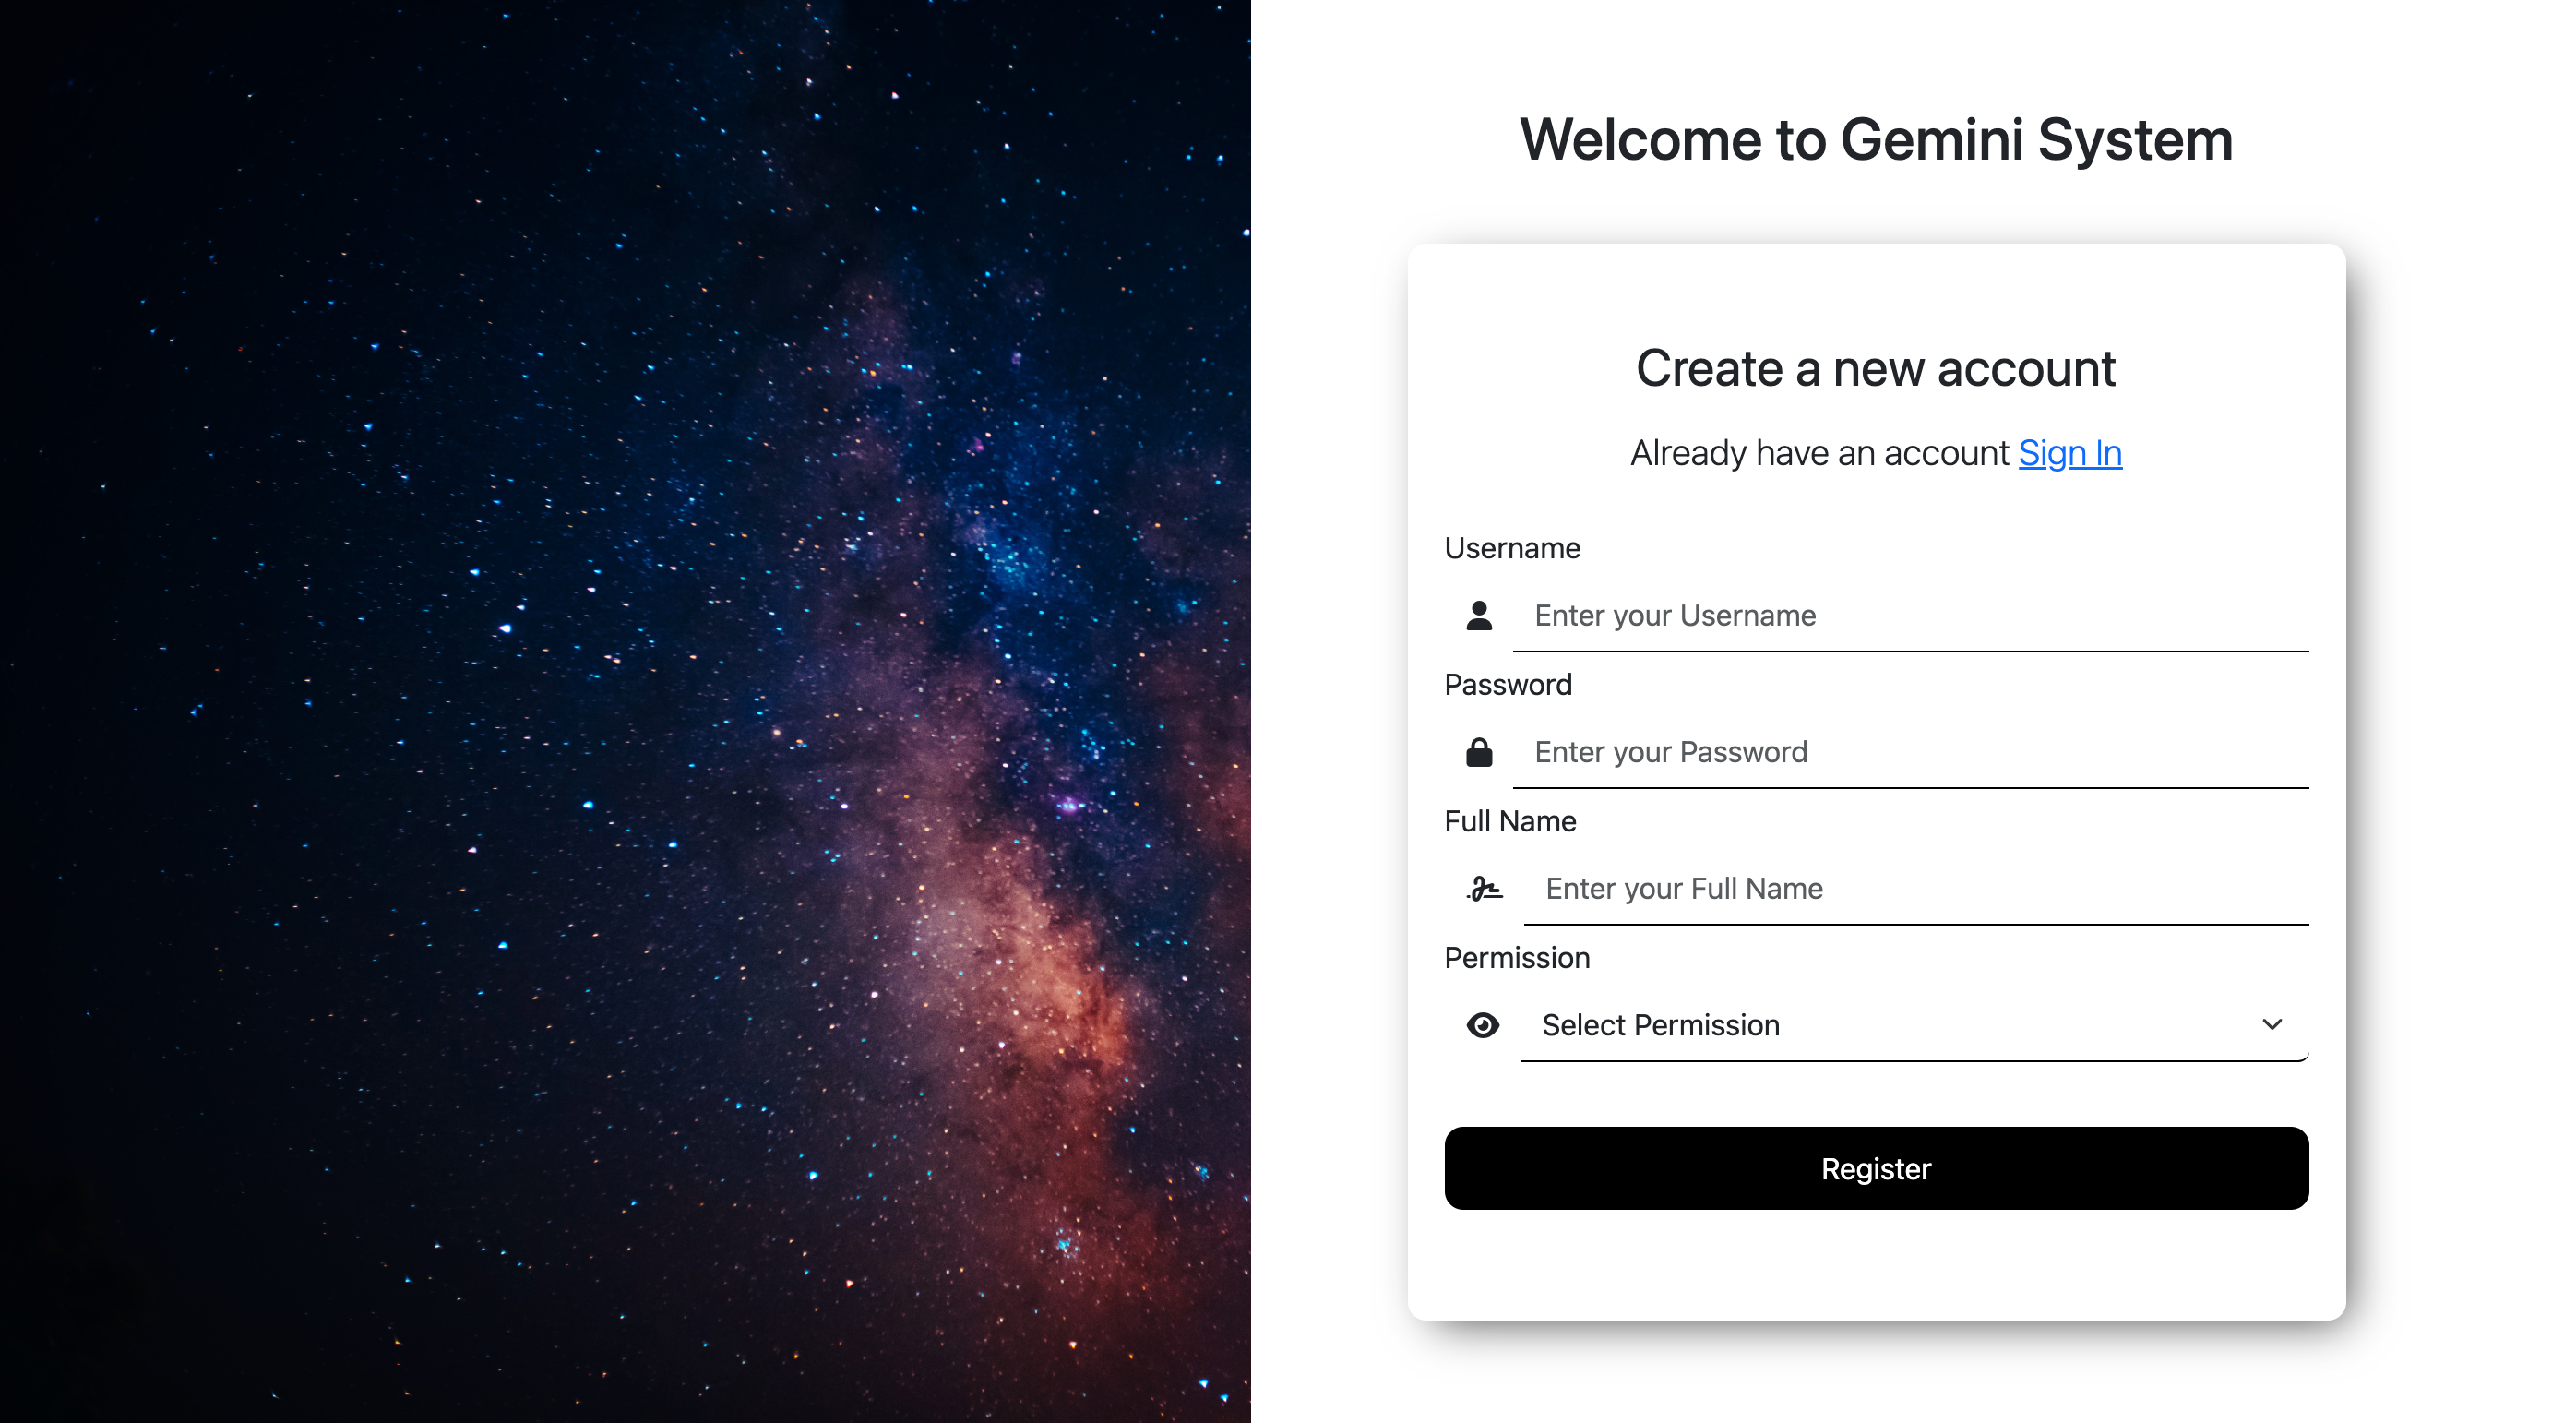 Welcome to Gemini System
Create a new account
Already have an account Sign In
Username
Enter your Username
Password
Enter your Password
Full Name
Enter your Full Name
Permission
Select Permission
Register